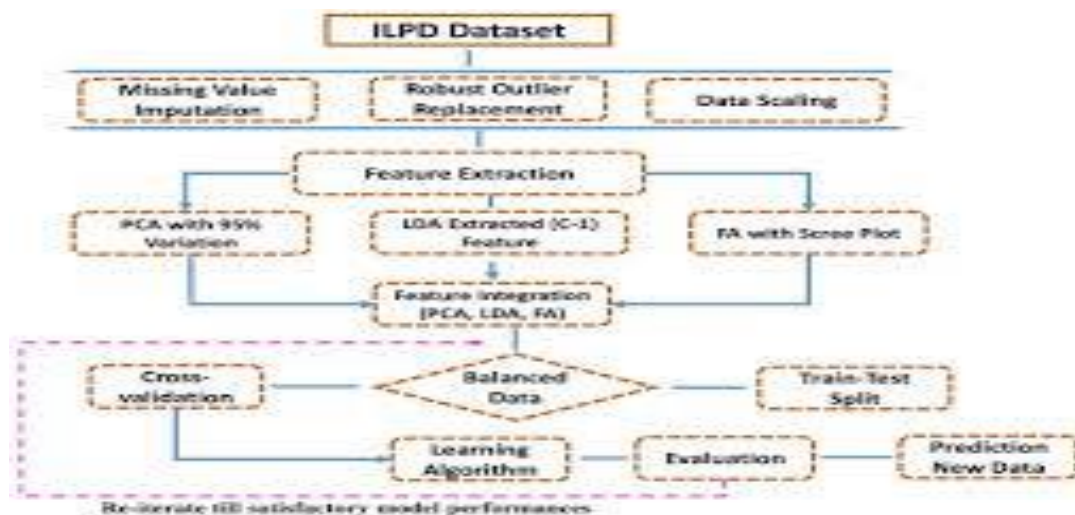 ILPD Dataset
Missing Value
Imputation
Robust Outlier
Replacement
Data Scaling
Feature Extraction
PCA with 95%
Variation
LDA Extracted (C-1)
Feature
FA with Scree Plot
Feature Integration
(PCA, LDA, FA)
Cross-
validation
Balanced
Data
Train-Test
Split
Learning
Algorithm
Evaluation
Prediction
New Data
Re-iterate till satisfactory model performances